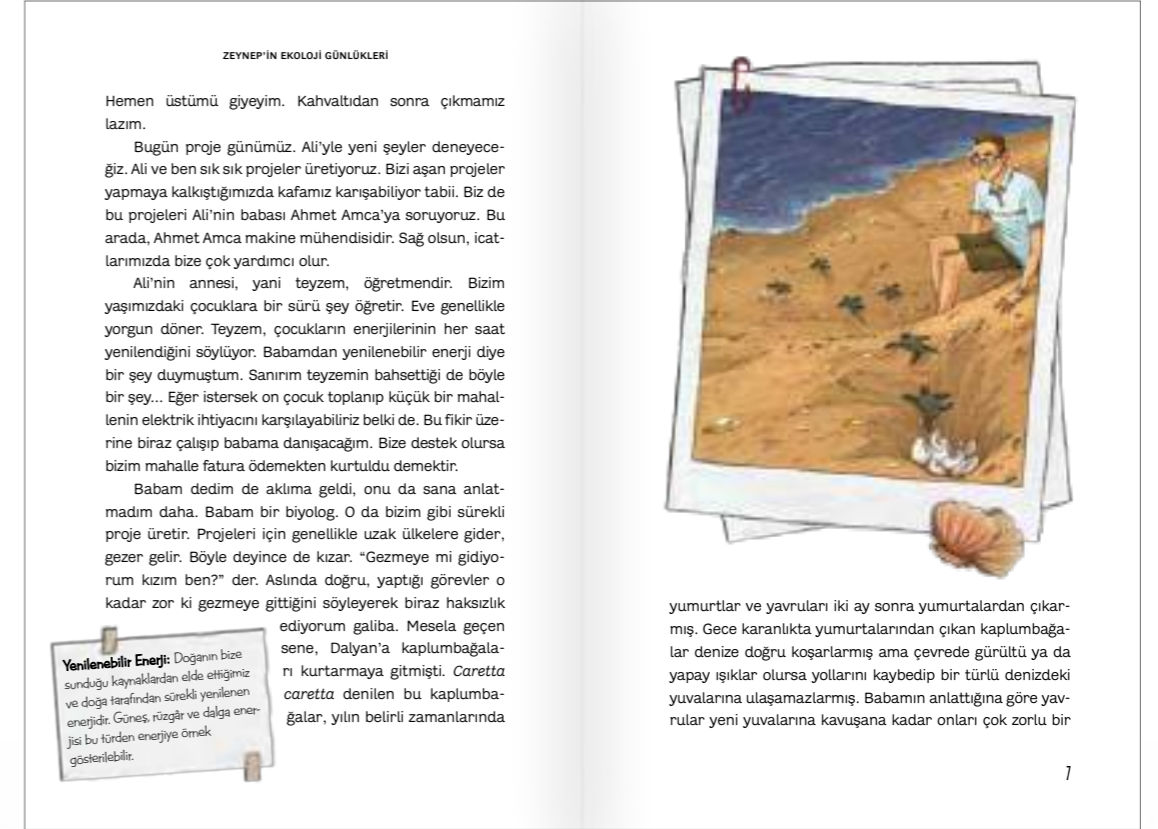 ZEYNEP'İN EKOLOJİ GÜNLÜKLERİ
Hemen üstümü giyeyim. Kahvaltıdan sonra çıkmamız
lazım.
Bugün proje günümüz. Ali'yle yeni şeyler deneyece-
ğiz. Ali ve ben sık sık projeler üretiyoruz. Bizi aşan projeler
yapmaya kalkıştığımızda kafamız karışabiliyor tabii. Biz de
bu projeleri Ali'nin babası Ahmet Amca'ya soruyoruz. Bu
arada, Ahmet Amca makine mühendisidir. Sağ olsun, icat-
larımızda bize çok yardımcı olur.
Ali'nin annesi, yani teyzem, öğretmendir. Bizim
yaşımızdaki çocuklara bir sürü şey öğretir. Eve genellikle
yorgun döner. Teyzem, çocukların enerjilerinin her saat
yenilendiğini söylüyor. Babamdan yenilenebilir enerji diye
bir şey duymuştum. Sanırım teyzemin bahsettiği de böyle
bir şey... Eğer istersek on çocuk toplanıp küçük bir mahal-
lenin elektrik ihtiyacını karşılayabiliriz belki de. Bu fikir üze-
rine biraz çalışıp babama danışacağım. Bize destek olursa
bizim mahalle fatura ödemekten kurtuldu demektir.
Babam dedim de aklıma geldi, onu da sana anlat-
madım daha. Babam bir biyolog. O da bizim gibi sürekli
proje üretir. Projeleri için genellikle uzak ülkelere gider,
gezer gelir. Böyle deyince de kızar. "Gezmeye mi gidiyo-
rum kızım ben?" der. Aslında doğru, yaptığı görevler o
kadar zor ki gezmeye gittiğini söyleyerek biraz haksızlık
ediyorum galiba. Mesela geçen
sene, Dalyan'a kaplumbağala-
rı kurtarmaya gitmişti. Caretta
caretta denilen bu kaplumba-
ğalar, yılın belirli zamanlarında
Yenilenebilir Enerji: Doğanın bize
sunduğu kaynaklardan elde ettiğimiz
ve doğa tarafından sürekli yenilenen
enerjidir. Güneş, rüzgâr ve dalga ener-
jisi bu türden enerjiye örnek
gösterilebilir.
yumurtlar ve yavruları iki ay sonra yumurtalardan çıkar-
mış. Gece karanlıkta yumurtalarından çıkan kaplumbağa-
lar denize doğru koşarlarmış ama çevrede gürültü ya da
yapay ışıklar olursa yollarını kaybedip bir türlü denizdeki
yuvalarına ulaşamazlarmış. Babamın anlattığına göre yav-
rular yeni yuvalarına kavuşana kadar onları çok zorlu bir
7